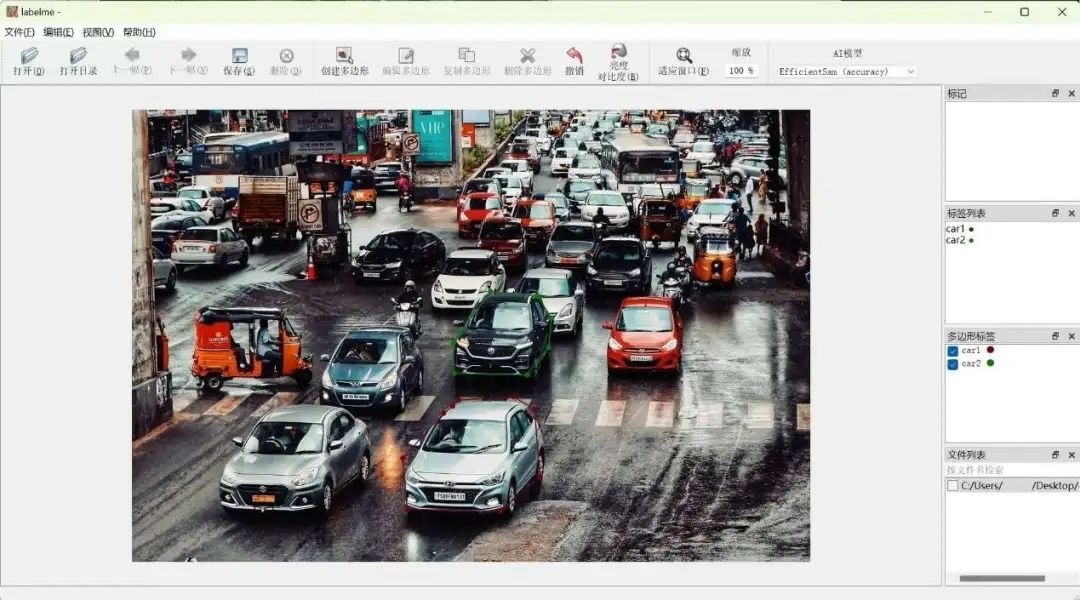 labelme -
文件(F) 编辑(E) 视图(V) 帮助(H)
打开(O) 打开目录 上一幅(P) 下一幅(N) 保存(S) 删除(D) 创建多边形 编辑多边形 复制多边形 删除多边形 撤销 亮度 对比度(B) 适应窗口(F) 缩放 100 % AI模型 EfficientSam (accuracy)
标记
标签列表
car1
car2
多边形标签
car1
car2
文件列表
按文件名检索
C:/Users/ /Desktop/